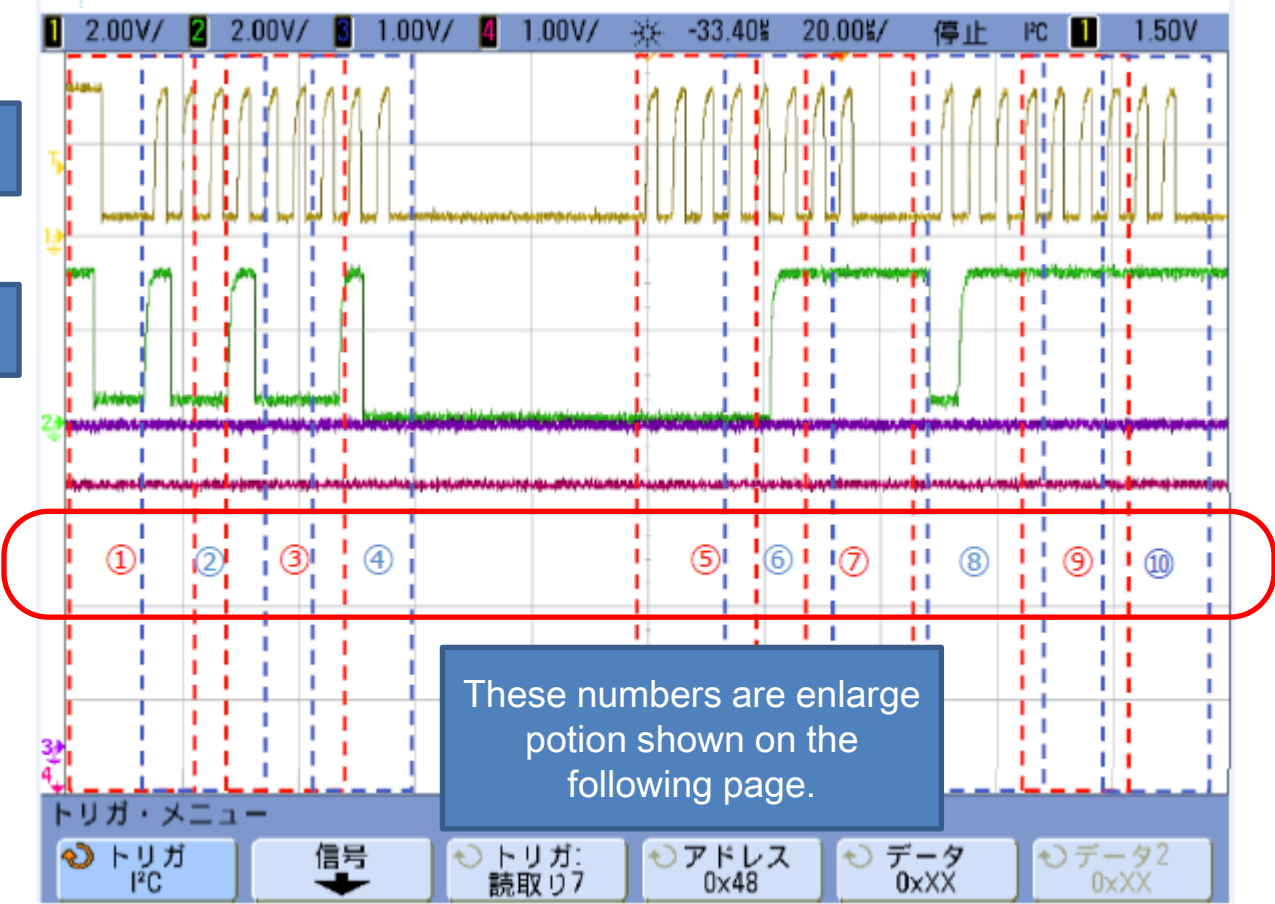 1 2.00V/ 2 2.00V/ 3 1.00V/ 4 1.00V/ -33.40µs 20.00µs/ 停止 I²C 1 1.50V
T
1
2
① ② ③ ④ ⑤ ⑥ ⑦ ⑧ ⑨ ⑩
These numbers are enlarge
potion shown on the
following page.
3
4
トリガ・メニュー
トリガ
I²C
信号
トリガ:
読取り7
アドレス
0x48
データ
0xXX
データ2
0xXX